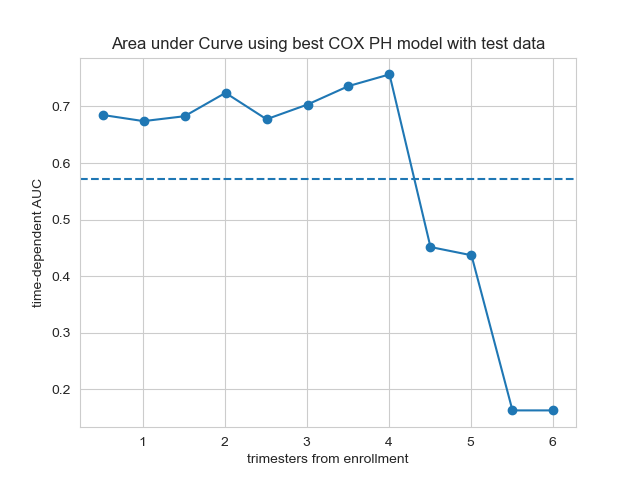 Area under Curve using best COX PH model with test data
time-dependent AUC
0.7
0.6
0.5
0.4
0.3
0.2
1 2 3 4 5 6
trimesters from enrollment